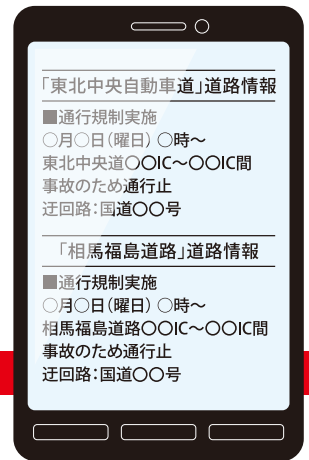 「東北中央自動車道」道路情報
■通行規制実施
○月○日（曜日） ○時〜
東北中央道○○IC〜○○IC間
事故のため通行止
迂回路：国道○○号
「相馬福島道路」道路情報
■通行規制実施
○月○日（曜日） ○時〜
相馬福島道路○○IC〜○○IC間
事故のため通行止
迂回路：国道○○号